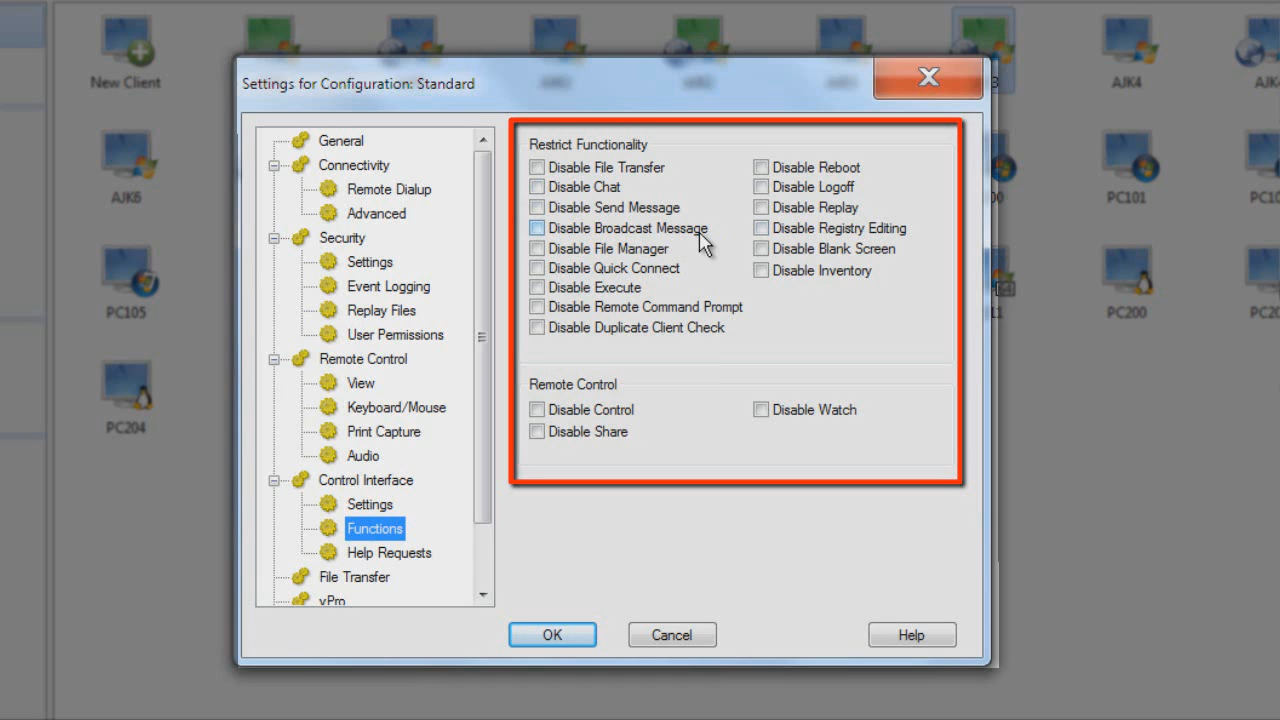 New Client
AJK4
AJK6
PC101
PC105
PC200
PC204
Settings for Configuration: Standard
General
Connectivity
Remote Dialup
Advanced
Security
Settings
Event Logging
Replay Files
User Permissions
Remote Control
View
Keyboard/Mouse
Print Capture
Audio
Control Interface
Settings
Functions
Help Requests
File Transfer
vPro
Restrict Functionality
Disable File Transfer
Disable Chat
Disable Send Message
Disable Broadcast Message
Disable File Manager
Disable Quick Connect
Disable Execute
Disable Remote Command Prompt
Disable Duplicate Client Check
Disable Reboot
Disable Logoff
Disable Replay
Disable Registry Editing
Disable Blank Screen
Disable Inventory
Remote Control
Disable Control
Disable Share
Disable Watch
OK
Cancel
Help